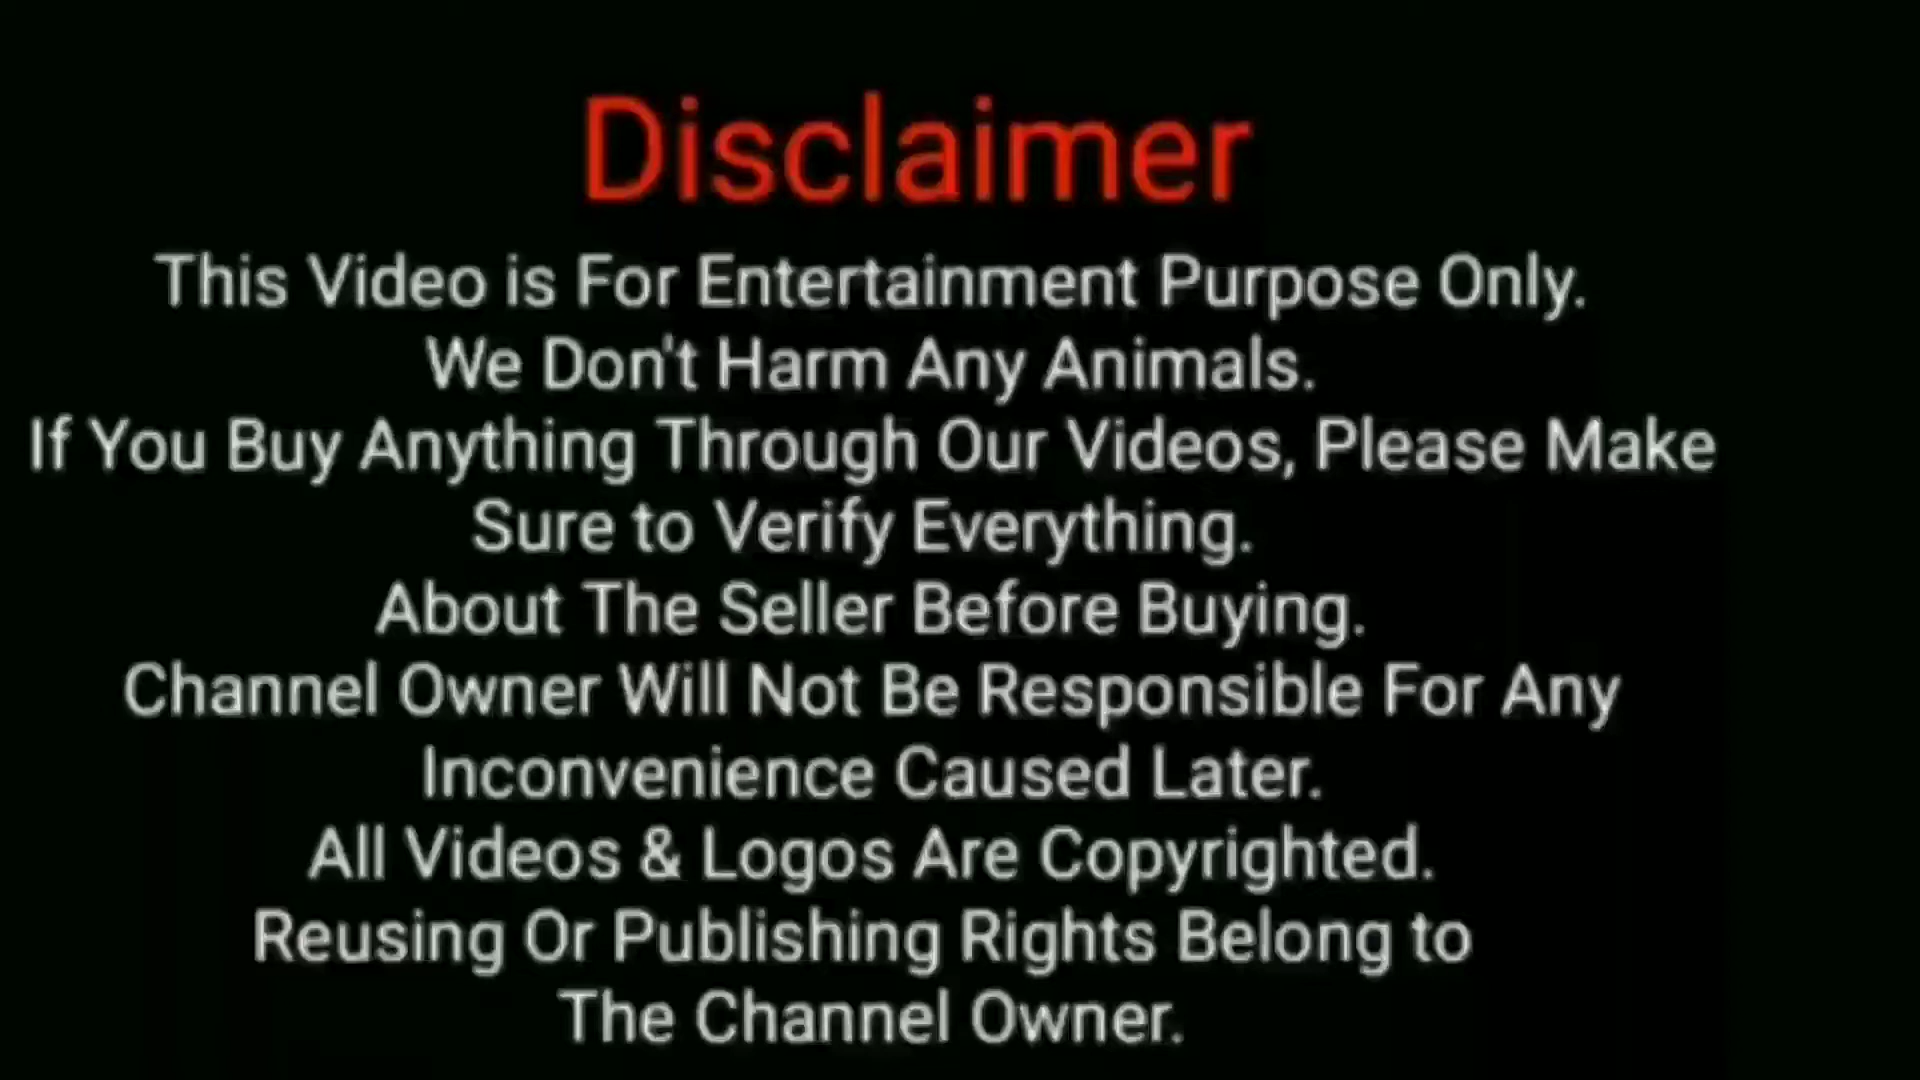 Disclaimer
This Video is For Entertainment Purpose Only.
We Don't Harm Any Animals.
If You Buy Anything Through Our Videos, Please Make
Sure to Verify Everything.
About The Seller Before Buying.
Channel Owner Will Not Be Responsible For Any
Inconvenience Caused Later.
All Videos & Logos Are Copyrighted.
Reusing Or Publishing Rights Belong to
The Channel Owner.